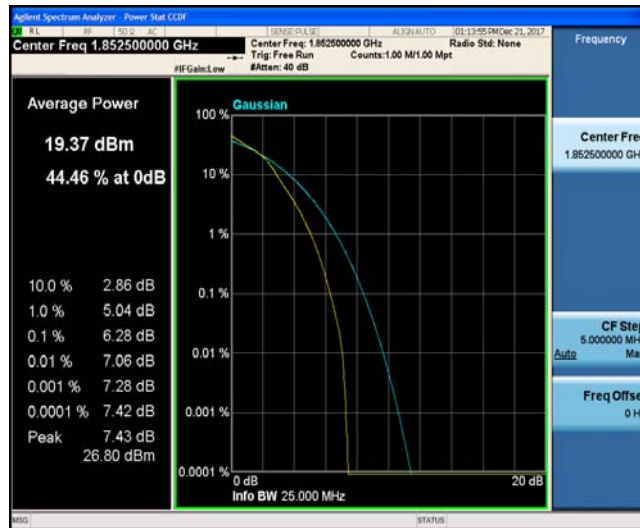 Agilent Spectrum Analyzer - Power Stat CCDF
RL RF 50 Ω AC SENSE:PULSE ALIGN AUTO 01:13:55 PM Dec 21, 2017
Center Freq 1.852500000 GHz
Center Freq: 1.852500000 GHz
Radio Std: None
Trig: Free Run Counts:1.00 M/1.00 Mpt
#IFGain:Low #Atten: 40 dB
Frequency
Average Power
19.37 dBm
44.46 % at 0dB
10.0 % 2.86 dB
1.0 % 5.04 dB
0.1 % 6.28 dB
0.01 % 7.06 dB
0.001 % 7.28 dB
0.0001 % 7.42 dB
Peak 7.43 dB
26.80 dBm
Gaussian
100 %
10 %
1 %
0.1 %
0.01 %
0.001 %
0.0001 %
0 dB 20 dB
Info BW 25.000 MHz
Center Fre
1.852500000 GH
CF Ste
5.000000 MH
Auto Ma
Freq Offse
0 H
MSG STATUS